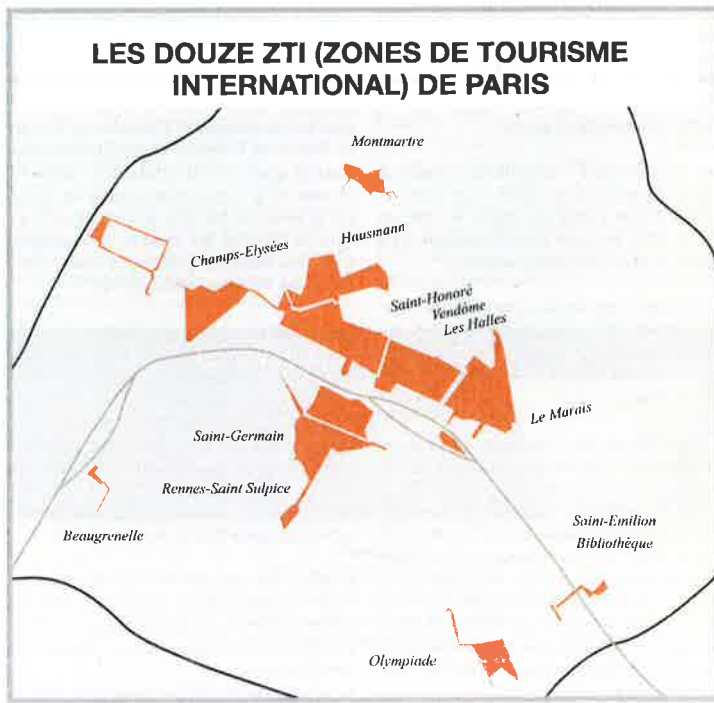 LES DOUZE ZTI (ZONES DE TOURISME
INTERNATIONAL) DE PARIS
Montmartre
Hausmann
Champs-Elysées
Saint-Honoré
Vendôme
Les Halles
Le Marais
Saint-Germain
Rennes-Saint Sulpice
Beaugrenelle
Saint-Emilion
Bibliothèque
Olympiade